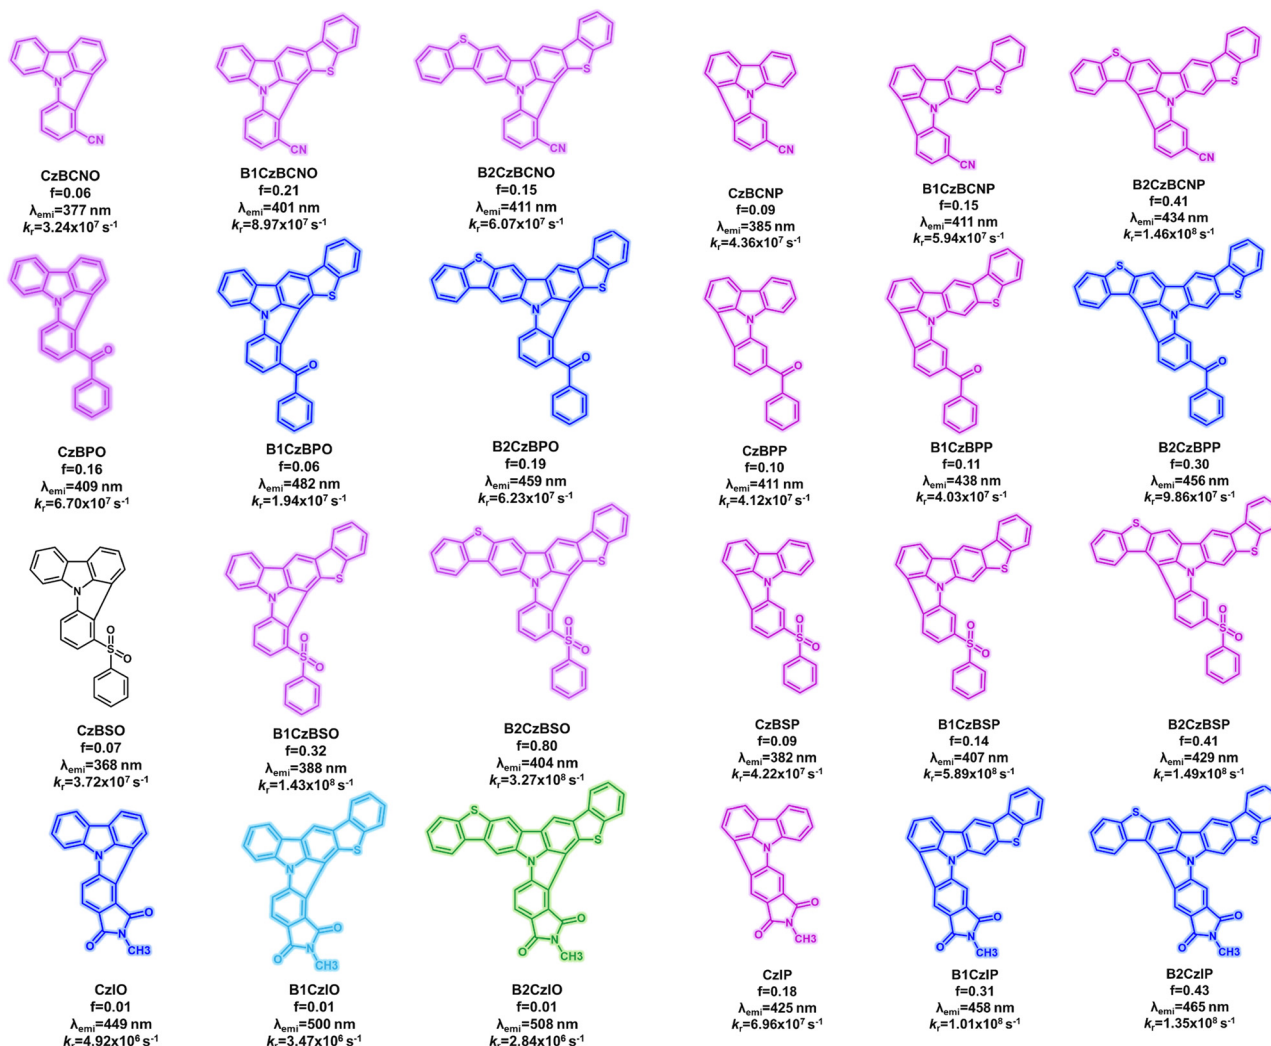 CzBCNO
f=0.06
λemi=377 nm
kr=3.24x10⁷ s⁻¹
B1CzBCNO
f=0.21
λemi=401 nm
kr=8.97x10⁷ s⁻¹
B2CzBCNO
f=0.15
λemi=411 nm
kr=6.07x10⁷ s⁻¹
CzBCNP
f=0.09
λemi=385 nm
kr=4.36x10⁷ s⁻¹
B1CzBCNP
f=0.15
λemi=411 nm
kr=5.94x10⁷ s⁻¹
B2CzBCNP
f=0.41
λemi=434 nm
kr=1.46x10⁸ s⁻¹
CzBPO
f=0.16
λemi=409 nm
kr=6.70x10⁷ s⁻¹
B1CzBPO
f=0.06
λemi=482 nm
kr=1.94x10⁷ s⁻¹
B2CzBPO
f=0.19
λemi=459 nm
kr=6.23x10⁷ s⁻¹
CzBPP
f=0.10
λemi=411 nm
kr=4.12x10⁷ s⁻¹
B1CzBPP
f=0.11
λemi=438 nm
kr=4.03x10⁷ s⁻¹
B2CzBPP
f=0.30
λemi=456 nm
kr=9.86x10⁷ s⁻¹
CzBSO
f=0.07
λemi=368 nm
kr=3.72x10⁷ s⁻¹
B1CzBSO
f=0.32
λemi=388 nm
kr=1.43x10⁸ s⁻¹
B2CzBSO
f=0.80
λemi=404 nm
kr=3.27x10⁸ s⁻¹
CzBSP
f=0.09
λemi=382 nm
kr=4.22x10⁷ s⁻¹
B1CzBSP
f=0.14
λemi=407 nm
kr=5.89x10⁸ s⁻¹
B2CzBSP
f=0.41
λemi=429 nm
kr=1.49x10⁸ s⁻¹
CzIO
f=0.01
λemi=449 nm
kr=4.92x10⁶ s⁻¹
B1CzIO
f=0.01
λemi=500 nm
kr=3.47x10⁶ s⁻¹
B2CzIO
f=0.01
λemi=508 nm
kr=2.84x10⁶ s⁻¹
CzIP
f=0.18
λemi=425 nm
kr=6.96x10⁷ s⁻¹
B1CzIP
f=0.31
λemi=458 nm
kr=1.01x10⁸ s⁻¹
B2CzIP
f=0.43
λemi=465 nm
kr=1.35x10⁸ s⁻¹